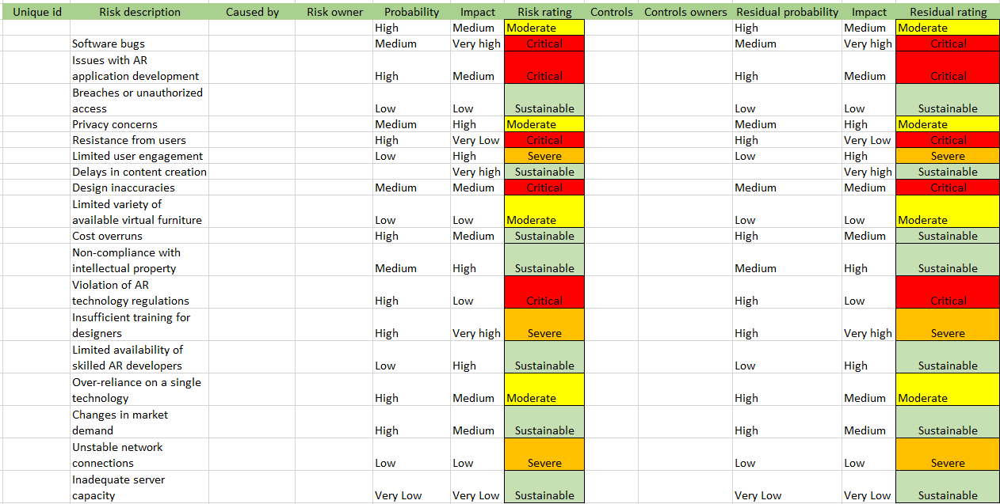 Unique id Risk description Caused by Risk owner Probability Impact Risk rating Controls Controls owners Residual probability Impact Residual rating
High Medium Moderate High Medium Moderate
Software bugs Medium Very high Critical Medium Very high Critical
Issues with AR
application development High Medium Critical High Medium Critical
Breaches or unauthorized
access Low Low Sustainable Low Low Sustainable
Privacy concerns Medium High Moderate Medium High Moderate
Resistance from users High Very Low Critical High Very Low Critical
Limited user engagement Low High Severe Low High Severe
Delays in content creation Very high Sustainable Very high Sustainable
Design inaccuracies Medium Medium Critical Medium Medium Critical
Limited variety of
available virtual furniture Low Low Moderate Low Low Moderate
Cost overruns High Medium Sustainable High Medium Sustainable
Non-compliance with
intellectual property Medium High Sustainable Medium High Sustainable
Violation of AR
technology regulations High Low Critical High Low Critical
Insufficient training for
designers High Very high Severe High Very high Severe
Limited availability of
skilled AR developers Low High Sustainable Low High Sustainable
Over-reliance on a single
technology High Medium Moderate High Medium Moderate
Changes in market
demand High Medium Sustainable High Medium Sustainable
Unstable network
connections Low Low Severe Low Low Severe
Inadequate server
capacity Very Low Very Low Sustainable Very Low Very Low Sustainable